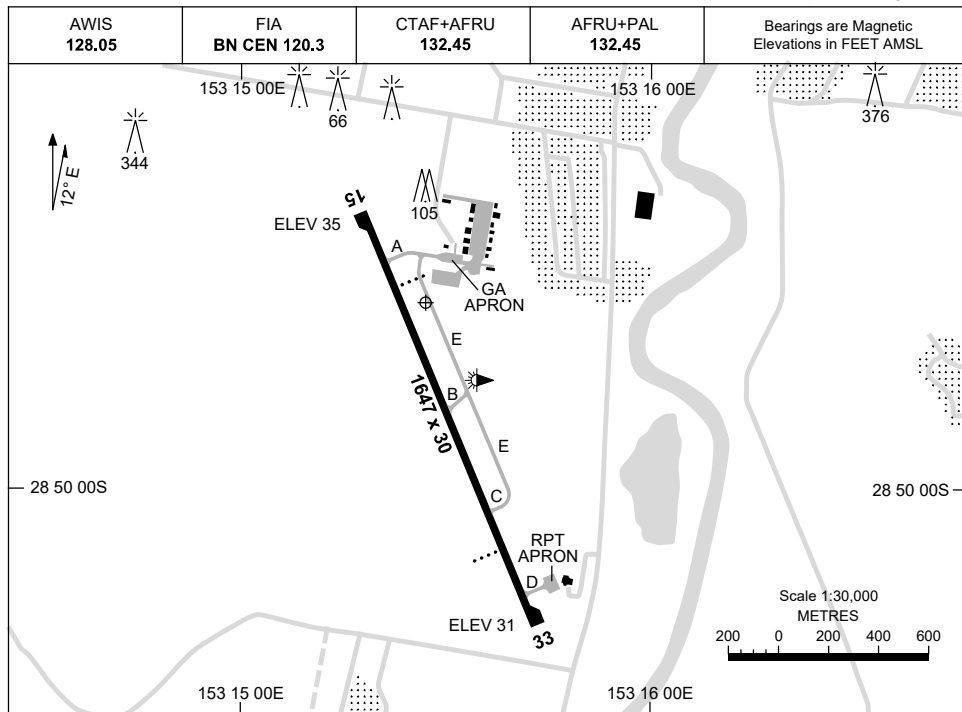 AWIS
128.05
FIA
BN CEN 120.3
CTAF+AFRU
132.45
AFRU+PAL
132.45
Bearings are Magnetic
Elevations in FEET AMSL
153 15 00E
153 16 00E
66
376
344
12° E
105
15
ELEV 35
A
GA
APRON
E
B
1647 x 30
E
28 50 00S
28 50 00S
C
RPT
APRON
D
ELEV 31
33
Scale 1:30,000
METRES
200 0 200 400 600
153 15 00E
153 16 00E